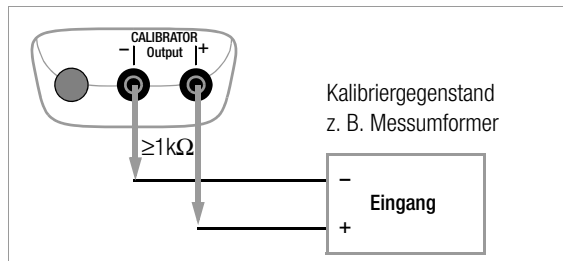 CALIBRATOR
– Output +
≥1kΩ
Kalibriergegenstand
z. B. Messumformer
–
Eingang
+